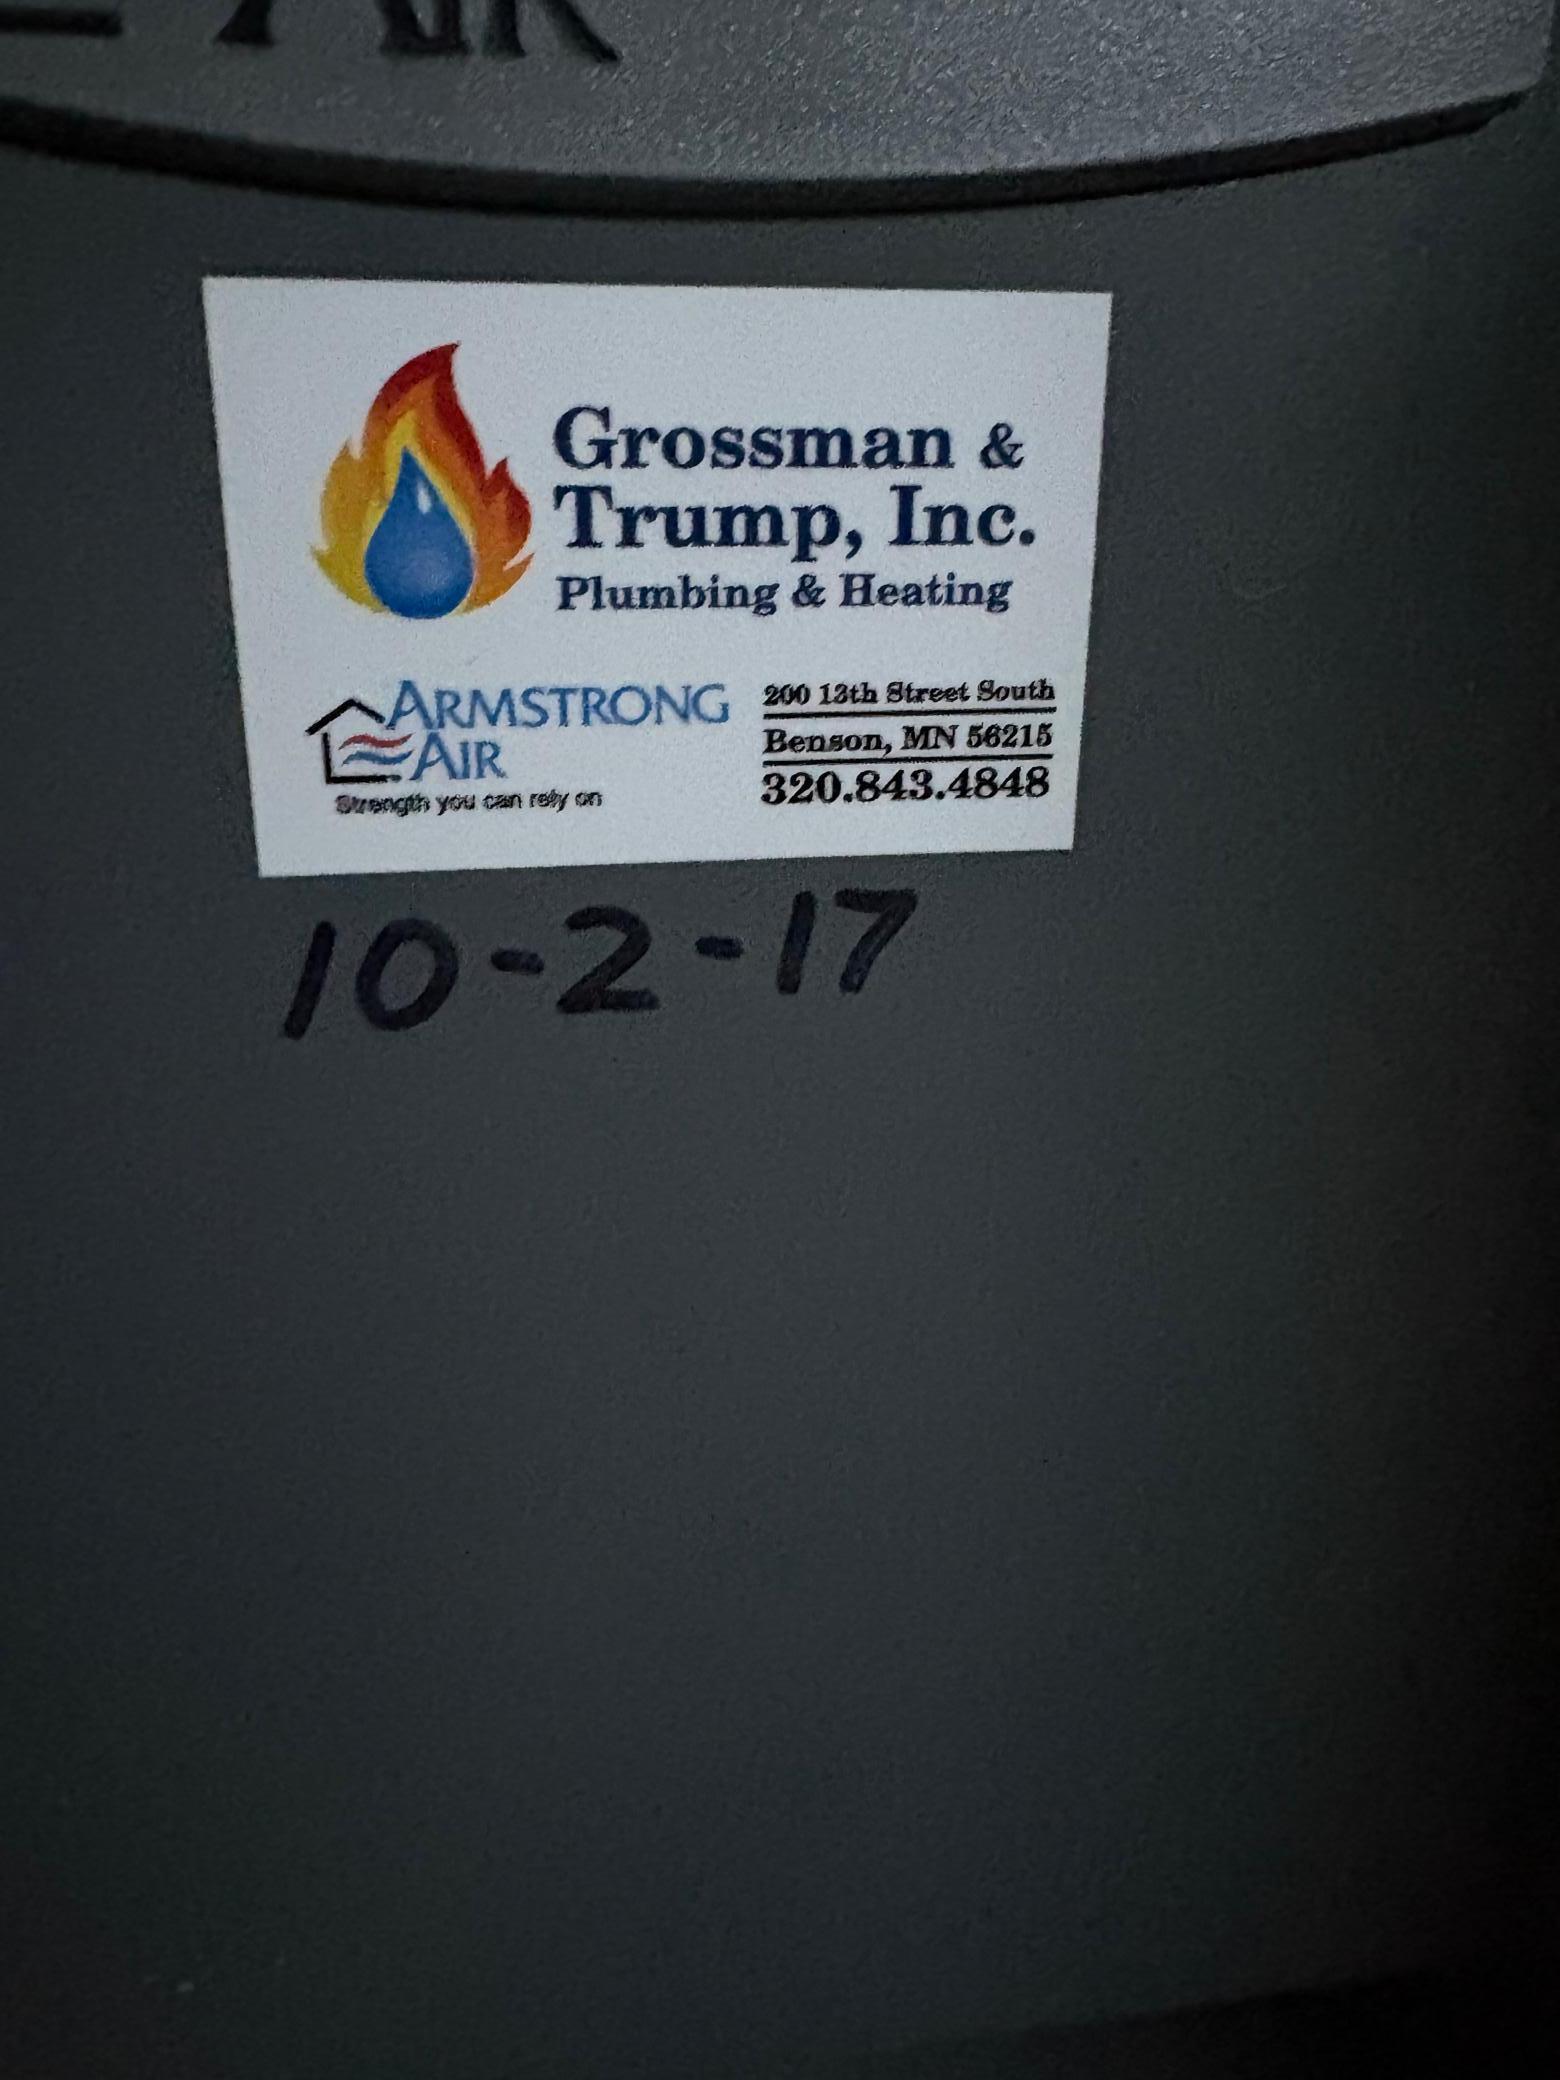 AIR
Grossman &
Trump, Inc.
Plumbing & Heating
ARMSTRONG
AIR
Strength you can rely on
200 13th Street South
Benson, MN 56215
320.843.4848
10-2-17